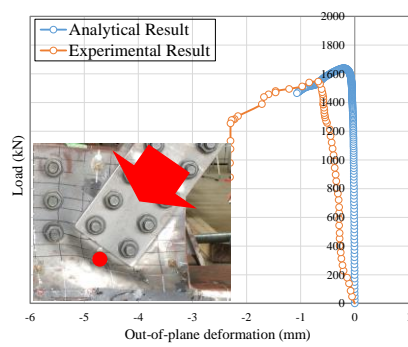 Analytical Result
Experimental Result
2000
1800
1600
1400
1200
1000
800
600
400
200
0
Load (kN)
-6 -5 -4 -3 -2 -1 0 1
Out-of-plane deformation (mm)